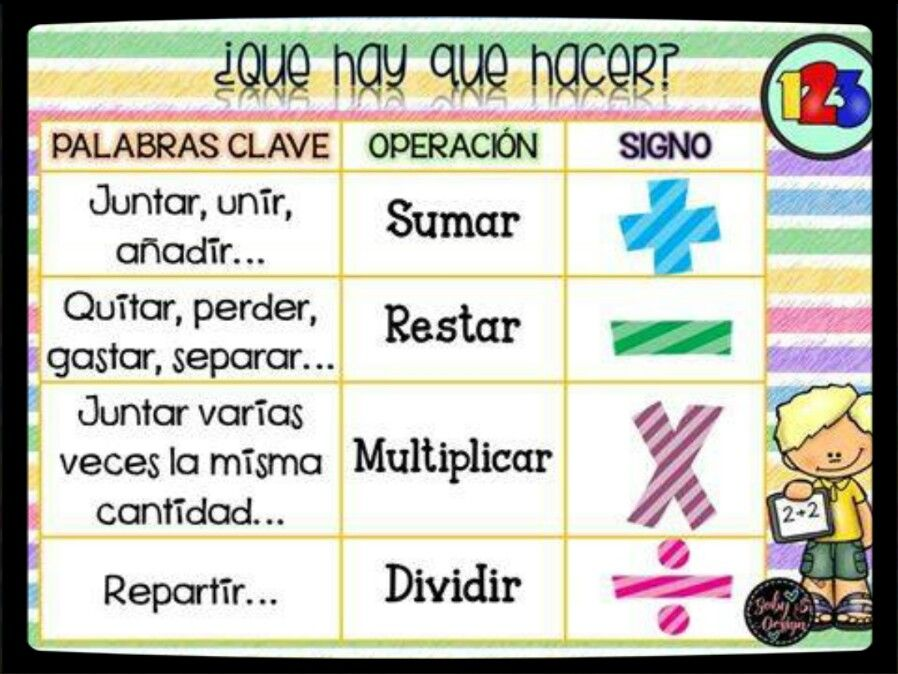 ¿Que hay que hacer?
123
PALABRAS CLAVE
OPERACIÓN
SIGNO
Juntar, unir,
añadir...
Sumar
+
Quitar, perder,
gastar, separar...
Restar
-
Juntar varias
veces la misma
cantidad...
Multiplicar
X
Repartir...
Dividir
÷
2+2
Design